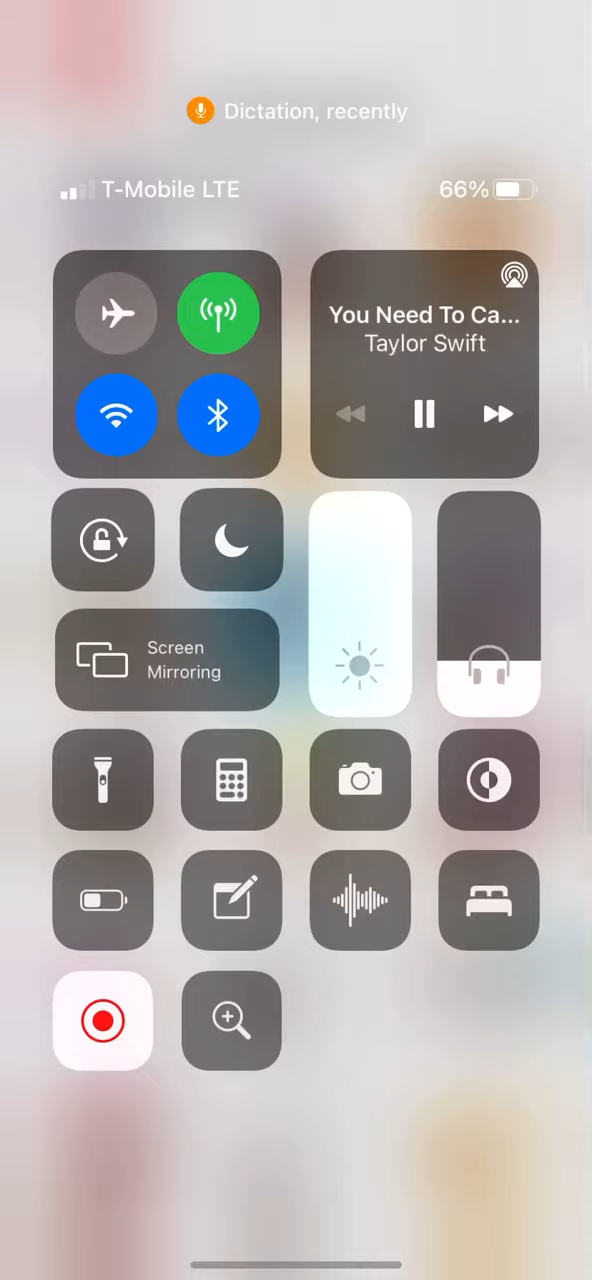 Dictation, recently
T-Mobile LTE
66%
You Need To Ca...
Taylor Swift
Screen
Mirroring